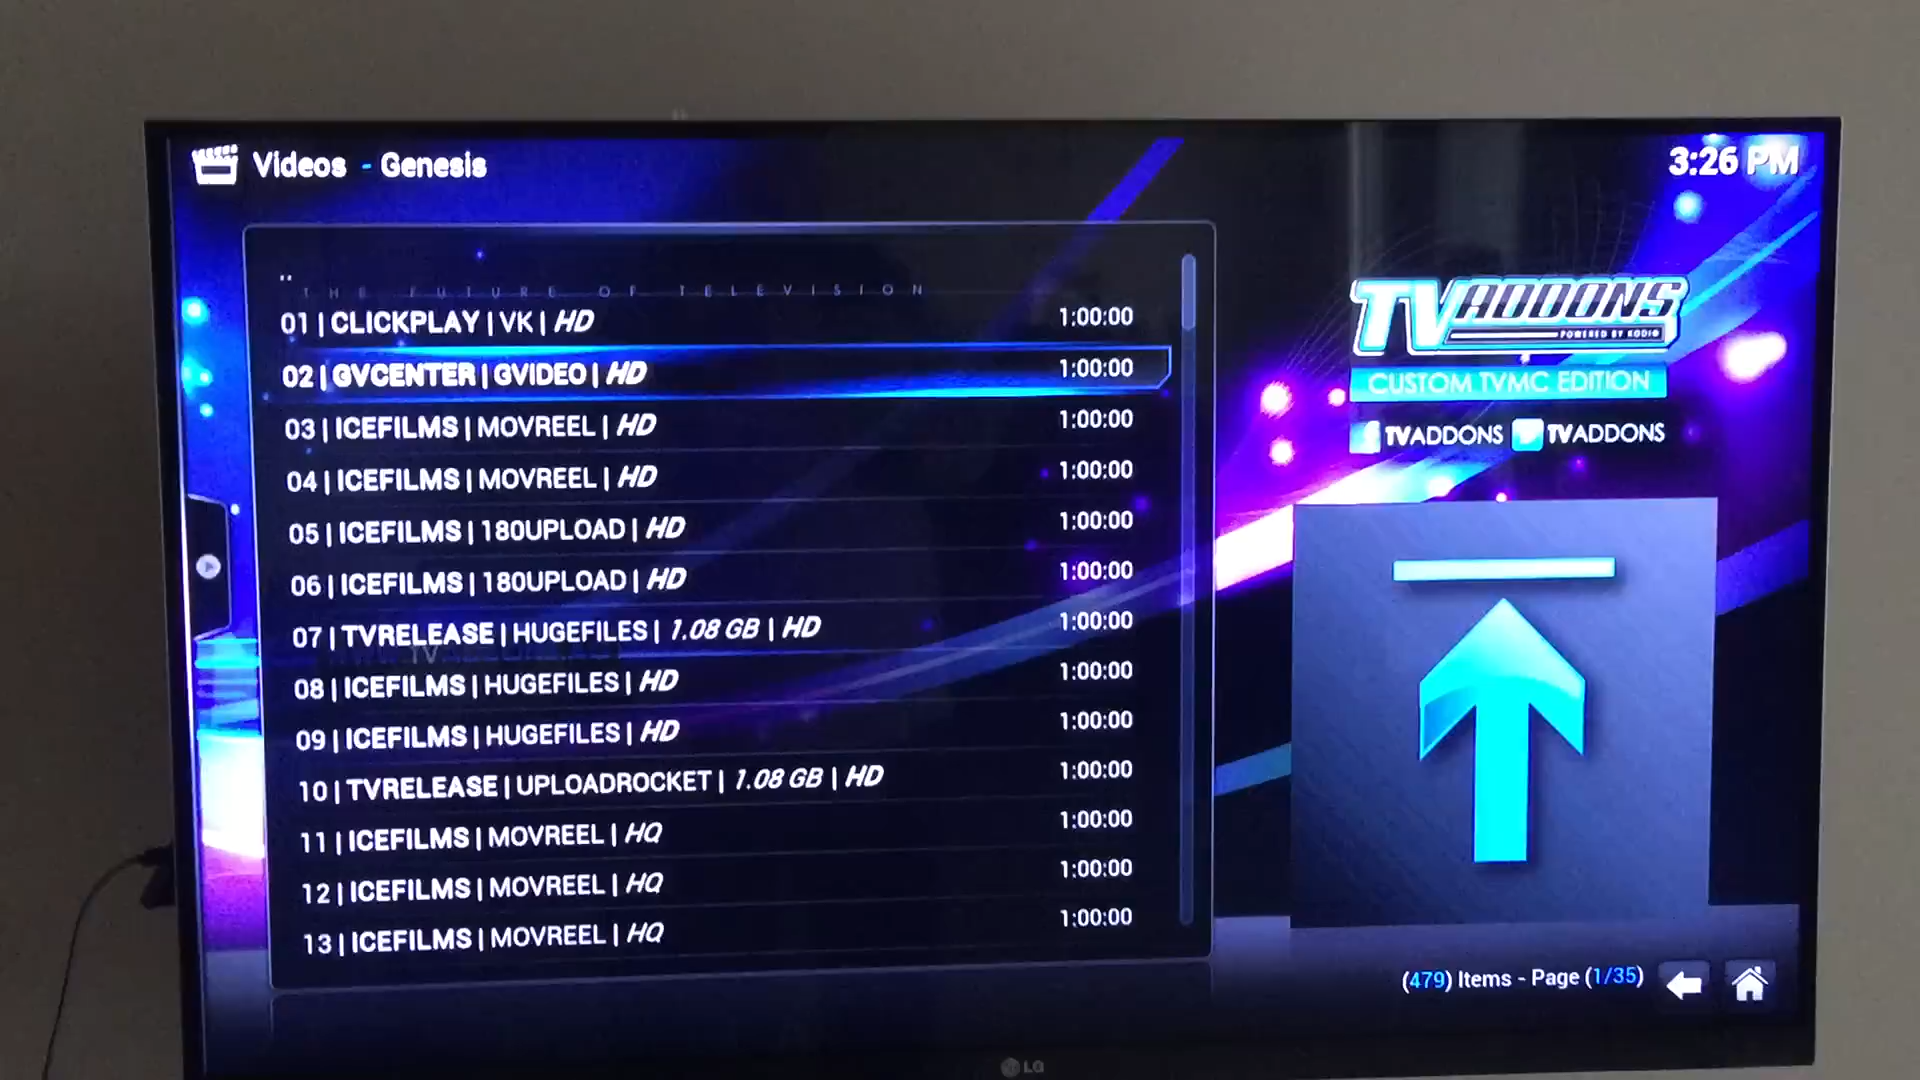 Videos - Genesis
3:26 PM
..
THE FUTURE OF TELEVISION
01 | CLICKPLAY | VK | HD 1:00:00
02 | GVCENTER | GVIDEO | HD 1:00:00
03 | ICEFILMS | MOVREEL | HD 1:00:00
04 | ICEFILMS | MOVREEL | HD 1:00:00
05 | ICEFILMS | 180UPLOAD | HD 1:00:00
06 | ICEFILMS | 180UPLOAD | HD 1:00:00
07 | TVRELEASE | HUGEFILES | 1.08 GB | HD 1:00:00
08 | ICEFILMS | HUGEFILES | HD 1:00:00
09 | ICEFILMS | HUGEFILES | HD 1:00:00
10 | TVRELEASE | UPLOADROCKET | 1.08 GB | HD 1:00:00
11 | ICEFILMS | MOVREEL | HQ 1:00:00
12 | ICEFILMS | MOVREEL | HQ 1:00:00
13 | ICEFILMS | MOVREEL | HQ 1:00:00
TVADDONS
POWERED BY KODI
CUSTOM TVMC EDITION
TVADDONS TVADDONS
(479) Items - Page (1/35)
LG